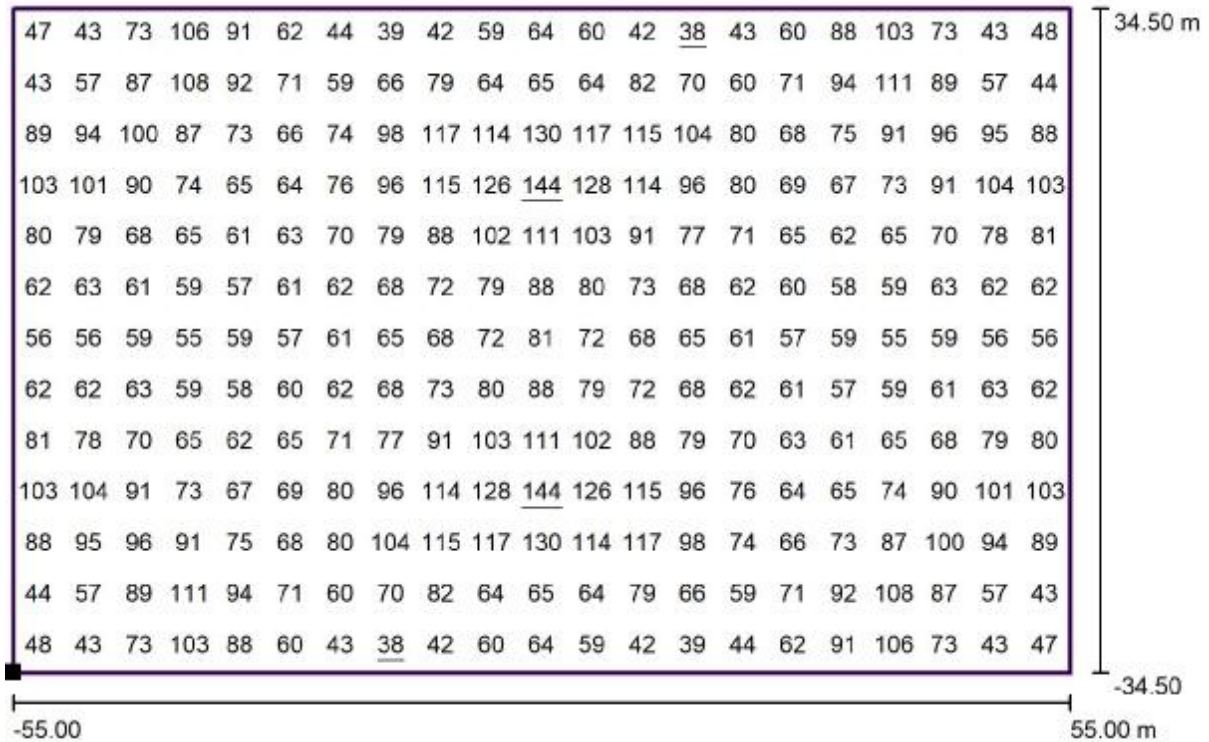 47 43 73 106 91 62 44 39 42 59 64 60 42 38 43 60 88 103 73 43 48
34.50 m
43 57 87 108 92 71 59 66 79 64 65 64 82 70 60 71 94 111 89 57 44
89 94 100 87 73 66 74 98 117 114 130 117 115 104 80 68 75 91 96 95 88
103 101 90 74 65 64 76 96 115 126 144 128 114 96 80 69 67 73 91 104 103
80 79 68 65 61 63 70 79 88 102 111 103 91 77 71 65 62 65 70 78 81
62 63 61 59 57 61 62 68 72 79 88 80 73 68 62 60 58 59 63 62 62
56 56 59 55 59 57 61 65 68 72 81 72 68 65 61 57 59 55 59 56 56
62 62 63 59 58 60 62 68 73 80 88 79 72 68 62 61 57 59 61 63 62
81 78 70 65 62 65 71 77 91 103 111 102 88 79 70 63 61 65 68 79 80
103 104 91 73 67 69 80 96 114 128 144 126 115 96 76 64 65 74 90 101 103
88 95 96 91 75 68 80 104 115 117 130 114 117 98 74 66 73 87 100 94 89
44 57 89 111 94 71 60 70 82 64 65 64 79 66 59 71 92 108 87 57 43
48 43 73 103 88 60 43 38 42 60 64 59 42 39 44 62 91 106 73 43 47
-34.50
-55.00 55.00 m